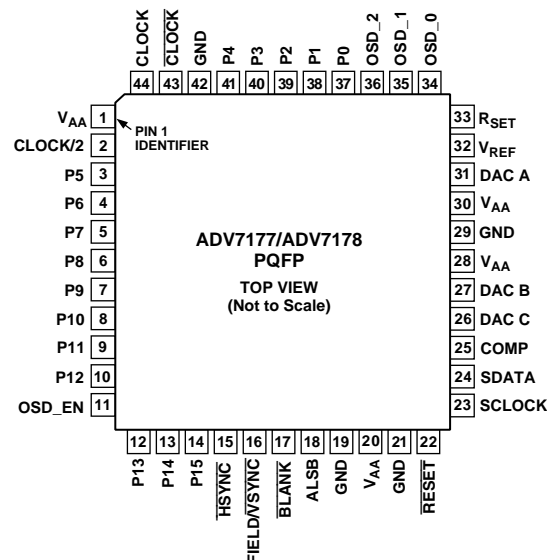 CLOCK
CLOCK
GND
P4
P3
P2
P1
P0
OSD_2
OSD_1
OSD_0
44 43 42 41 40 39 38 37 36 35 34
VAA 1
CLOCK/2 2
P5 3
P6 4
P7 5
P8 6
P9 7
P10 8
P11 9
P12 10
OSD_EN 11
PIN 1
IDENTIFIER
ADV7177/ADV7178
PQFP
TOP VIEW
(Not to Scale)
33 RSET
32 VREF
31 DAC A
30 VAA
29 GND
28 VAA
27 DAC B
26 DAC C
25 COMP
24 SDATA
23 SCLOCK
12 13 14 15 16 17 18 19 20 21 22
P13
P14
P15
HSYNC
FIELD/VSYNC
BLANK
ALSB
GND
VAA
GND
RESET